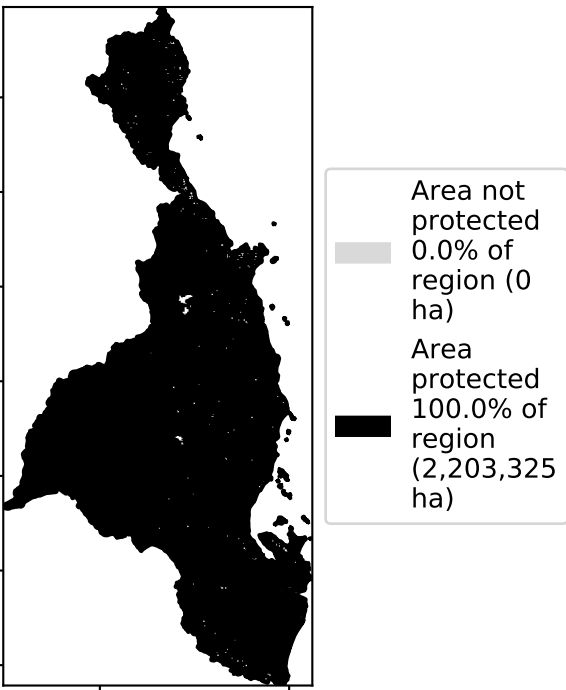 Area not
protected
0.0% of
region (0
ha)
Area
protected
100.0% of
region
(2,203,325
ha)